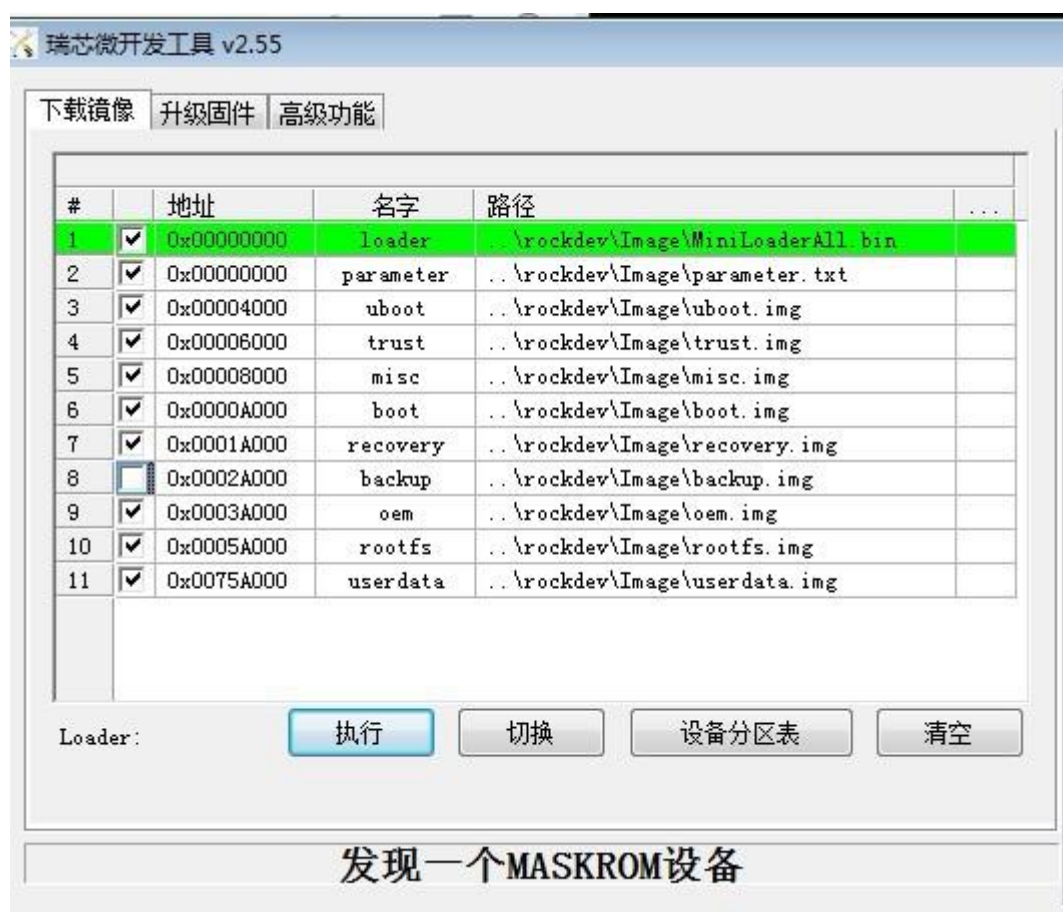 瑞芯微开发工具 v2.55
下载镜像 升级固件 高级功能
# 地址 名字 路径 ...
1 0x00000000 loader ..\rockdev\Image\MiniLoaderAll.bin
2 0x00000000 parameter ..\rockdev\Image\parameter.txt
3 0x00004000 uboot ..\rockdev\Image\uboot.img
4 0x00006000 trust ..\rockdev\Image\trust.img
5 0x00008000 misc ..\rockdev\Image\misc.img
6 0x0000A000 boot ..\rockdev\Image\boot.img
7 0x0001A000 recovery ..\rockdev\Image\recovery.img
8 0x0002A000 backup ..\rockdev\Image\backup.img
9 0x0003A000 oem ..\rockdev\Image\oem.img
10 0x0005A000 rootfs ..\rockdev\Image\rootfs.img
11 0x0075A000 userdata ..\rockdev\Image\userdata.img
Loader: 执行 切换 设备分区表 清空
发现一个MASKROM设备